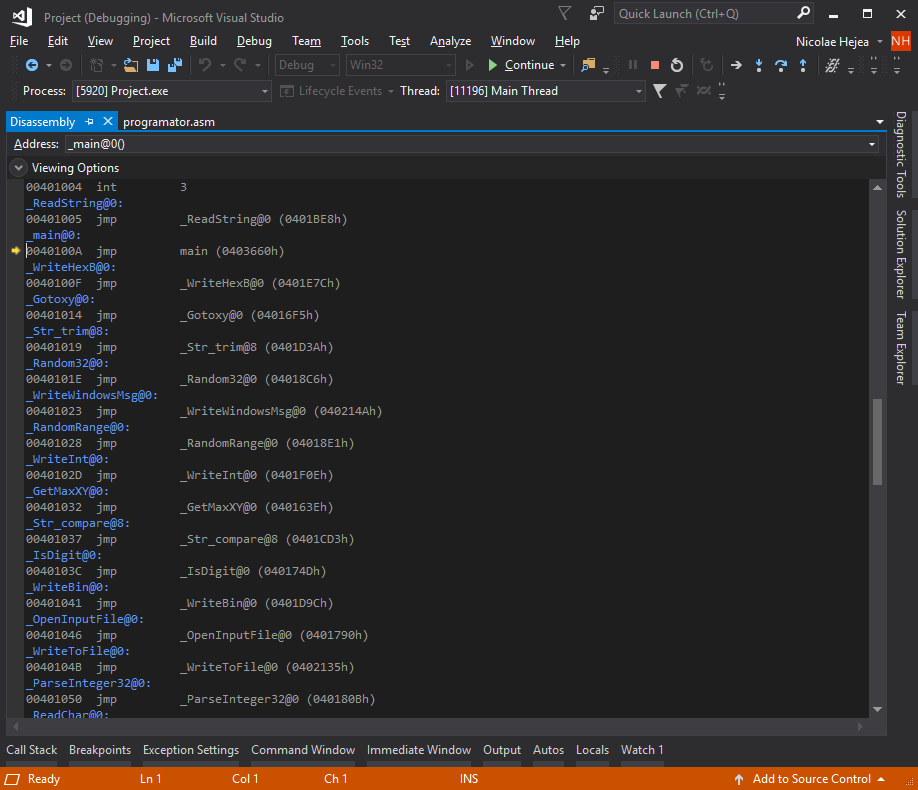 Project (Debugging) - Microsoft Visual Studio
Quick Launch (Ctrl+Q)
File Edit View Project Build Debug Team Tools Test Analyze Window Help Nicolae Hejea NH
Debug Win32 Continue
Process: [5920] Project.exe Lifecycle Events Thread: [11196] Main Thread
Disassembly programator.asm
Address: _main@0()
Viewing Options
00401004 int 3
_ReadString@0:
00401005 jmp _ReadString@0 (0401BE8h)
_main@0:
0040100A jmp main (0403660h)
_WriteHexB@0:
0040100F jmp _WriteHexB@0 (0401E7Ch)
_Gotoxy@0:
00401014 jmp _Gotoxy@0 (04016F5h)
_Str_trim@8:
00401019 jmp _Str_trim@8 (0401D3Ah)
_Random32@0:
0040101E jmp _Random32@0 (04018C6h)
_WriteWindowsMsg@0:
00401023 jmp _WriteWindowsMsg@0 (040214Ah)
_RandomRange@0:
00401028 jmp _RandomRange@0 (04018E1h)
_WriteInt@0:
0040102D jmp _WriteInt@0 (0401F0Eh)
_GetMaxXY@0:
00401032 jmp _GetMaxXY@0 (040163Eh)
_Str_compare@8:
00401037 jmp _Str_compare@8 (0401CD3h)
_IsDigit@0:
0040103C jmp _IsDigit@0 (040174Dh)
_WriteBin@0:
00401041 jmp _WriteBin@0 (0401D9Ch)
_OpenInputFile@0:
00401046 jmp _OpenInputFile@0 (0401790h)
_WriteToFile@0:
0040104B jmp _WriteToFile@0 (0402135h)
_ParseInteger32@0:
00401050 jmp _ParseInteger32@0 (040180Bh)
_ReadChar@0:
Diagnostic Tools
Solution Explorer
Team Explorer
Call Stack Breakpoints Exception Settings Command Window Immediate Window Output Autos Locals Watch 1
Ready Ln 1 Col 1 Ch 1 INS Add to Source Control